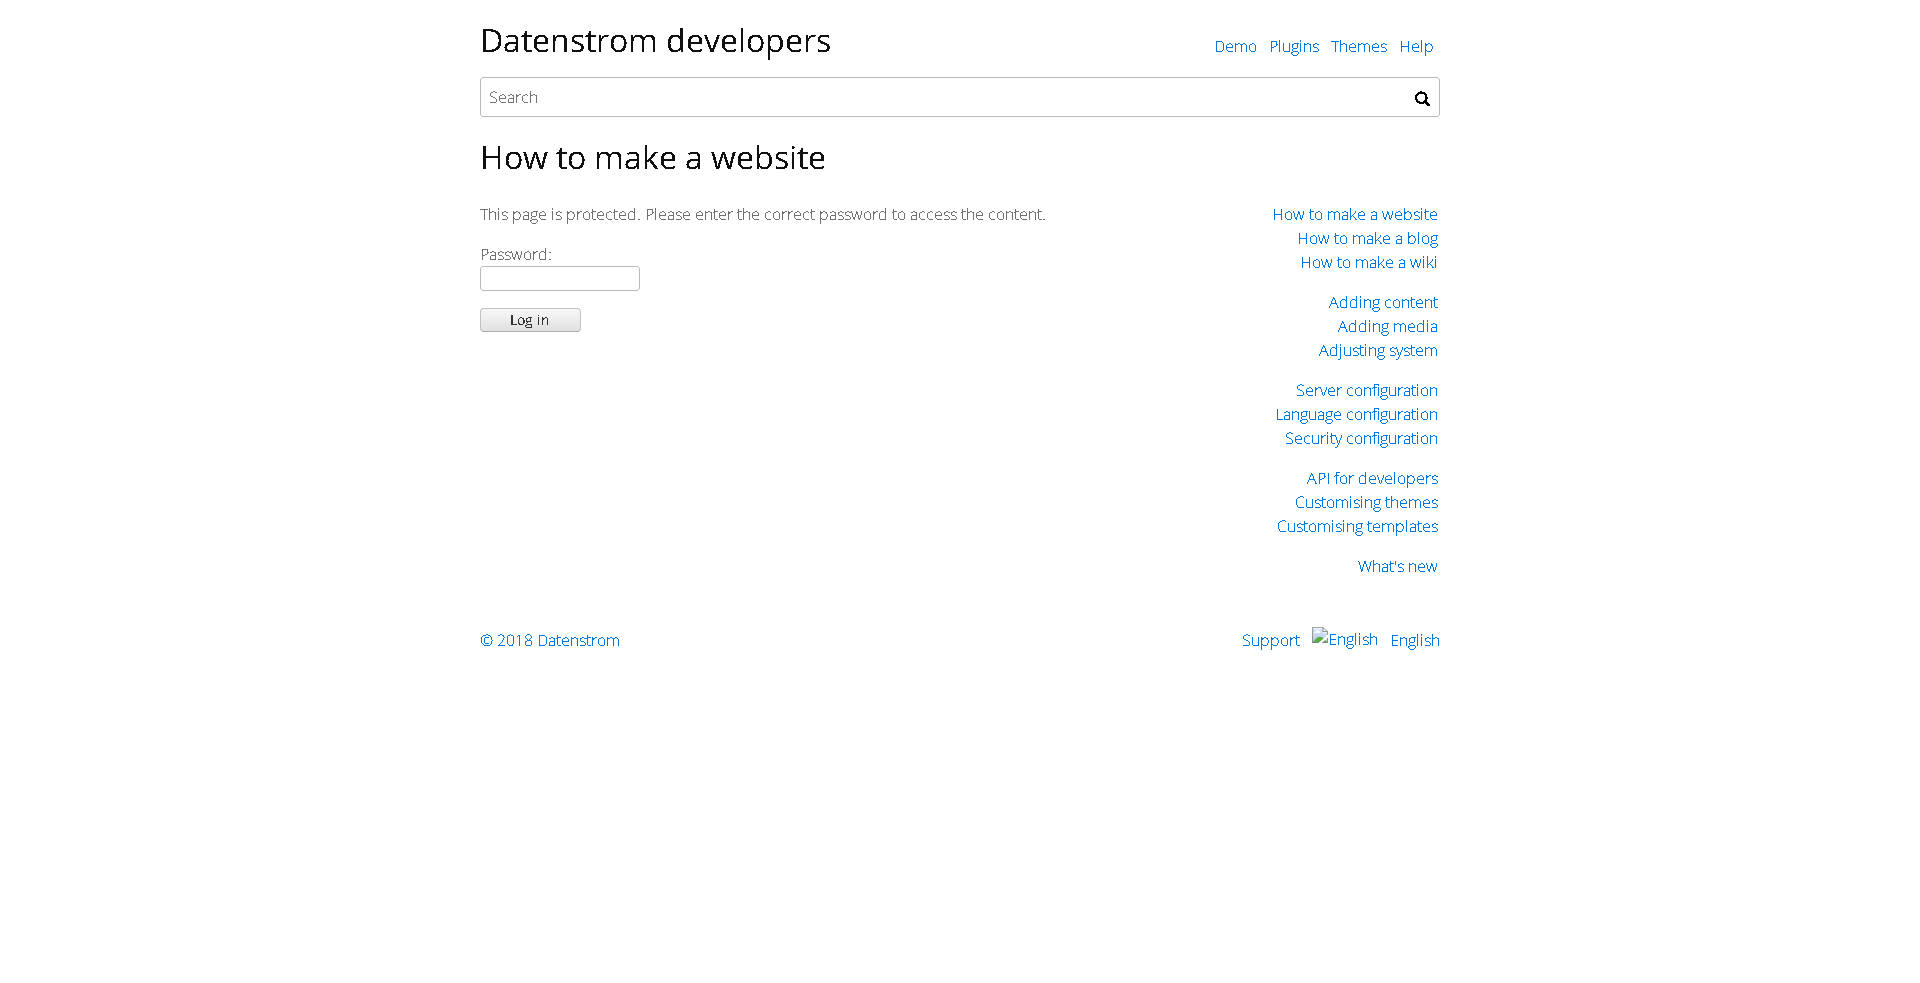 Datenstrom developers
Demo Plugins Themes Help
Search
How to make a website
This page is protected. Please enter the correct password to access the content.
Password:
Log in
How to make a website
How to make a blog
How to make a wiki
Adding content
Adding media
Adjusting system
Server configuration
Language configuration
Security configuration
API for developers
Customising themes
Customising templates
What's new
© 2018 Datenstrom
Support English English